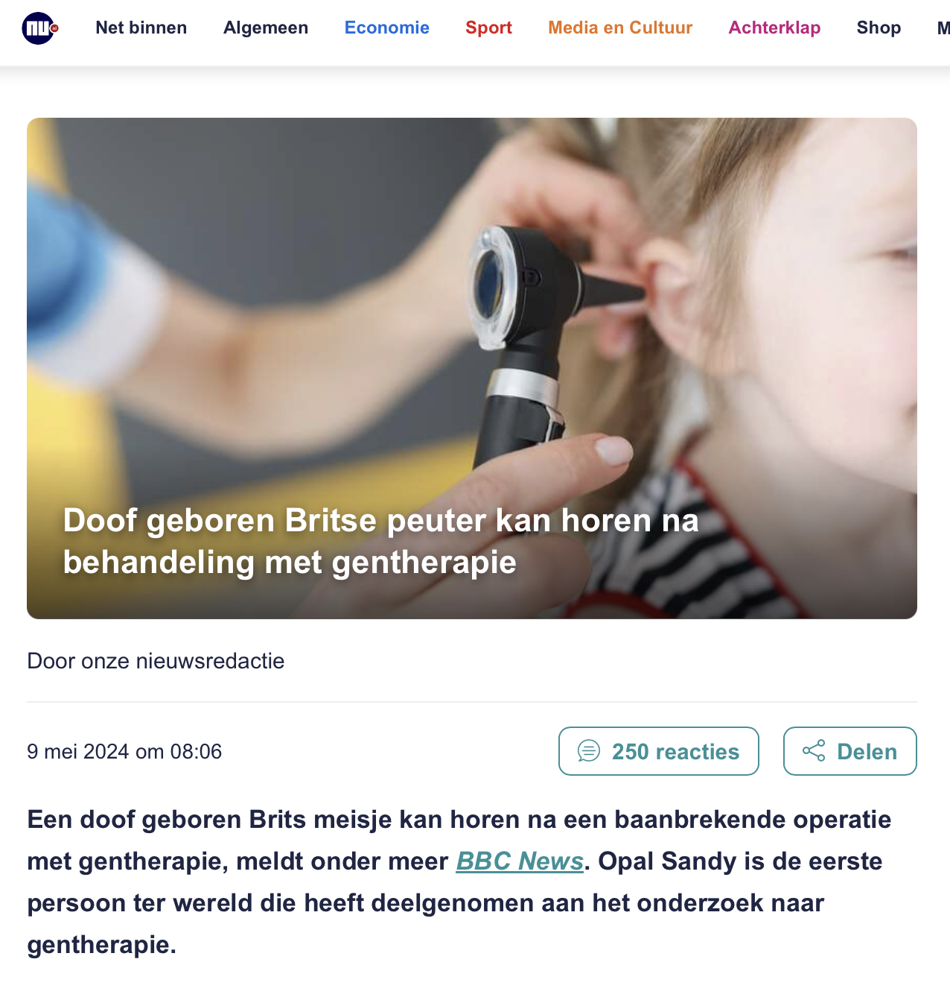 nu.nl
Net binnen
Algemeen
Economie
Sport
Media en Cultuur
Achterklap
Shop
M
Doof geboren Britse peuter kan horen na
behandeling met gentherapie
Door onze nieuwsredactie
9 mei 2024 om 08:06
250 reacties
Delen
Een doof geboren Brits meisje kan horen na een baanbrekende operatie
met gentherapie, meldt onder meer BBC News. Opal Sandy is de eerste
persoon ter wereld die heeft deelgenomen aan het onderzoek naar
gentherapie.